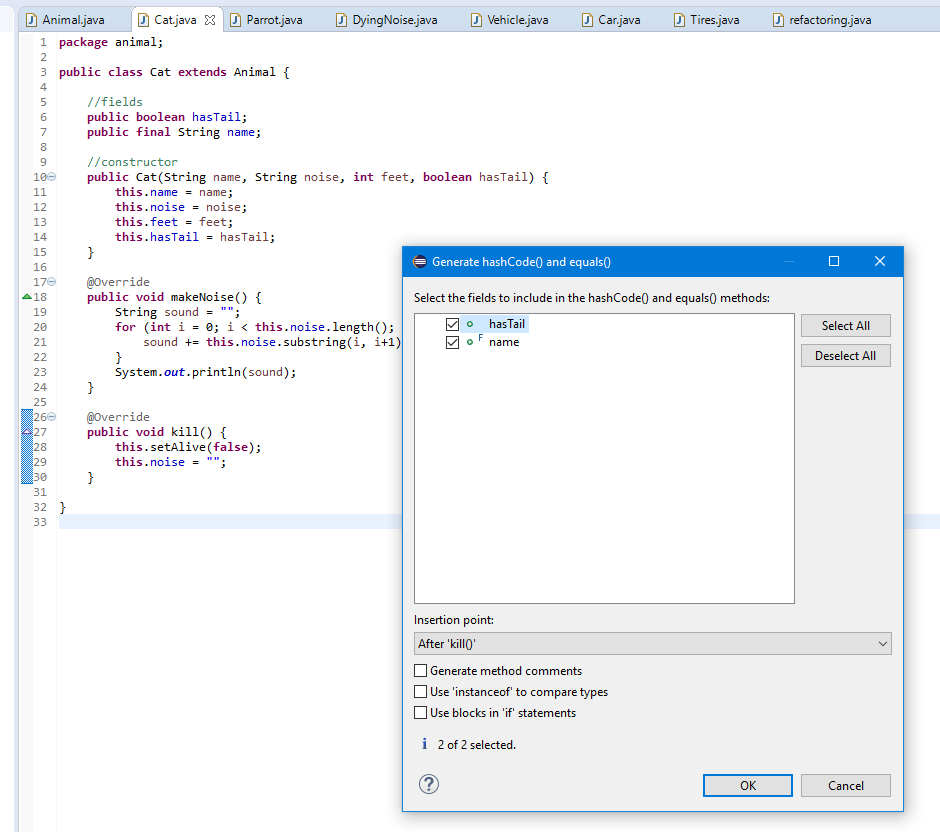 Animal.java Cat.java Parrot.java DyingNoise.java Vehicle.java Car.java Tires.java refactoring.java
1 package animal;
2
3 public class Cat extends Animal {
4
5 //fields
6 public boolean hasTail;
7 public final String name;
8
9 //constructor
10 public Cat(String name, String noise, int feet, boolean hasTail) {
11 this.name = name;
12 this.noise = noise;
13 this.feet = feet;
14 this.hasTail = hasTail;
15 }
16
17 @Override
18 public void makeNoise() {
19 String sound = "";
20 for (int i = 0; i < this.noise.length();
21 sound += this.noise.substring(i, i+1)
22 }
23 System.out.println(sound);
24 }
25
26 @Override
27 public void kill() {
28 this.setAlive(false);
29 this.noise = "";
30 }
31
32 }
33
Generate hashCode() and equals()
Select the fields to include in the hashCode() and equals() methods:
hasTail
F name
Select All
Deselect All
Insertion point:
After 'kill()'
Generate method comments
Use 'instanceof' to compare types
Use blocks in 'if' statements
i 2 of 2 selected.
? OK Cancel